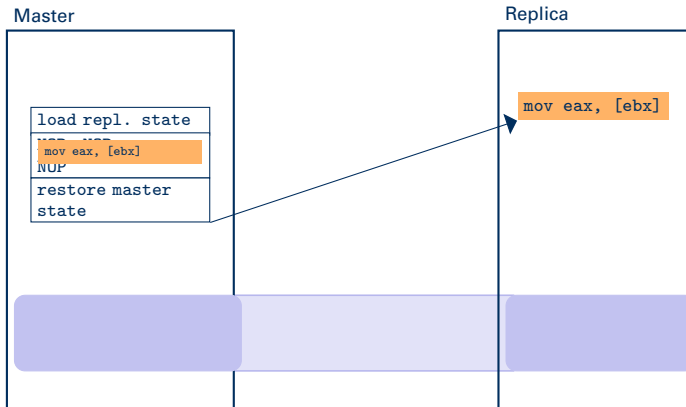 Master
Replica
mov eax, [ebx]
load repl. state
mov eax, [ebx]
NOP
restore master
state